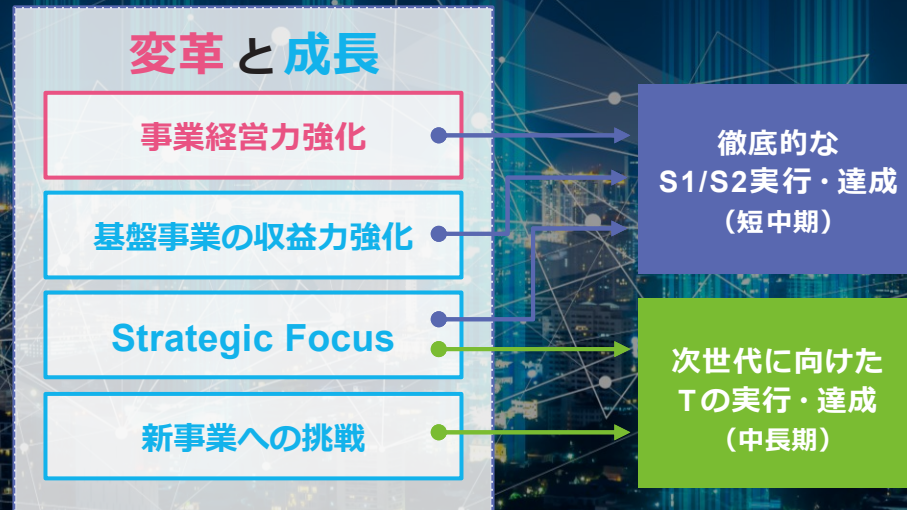 変革と成長
事業経営力強化
基盤事業の収益力強化
Strategic Focus
新事業への挑戦
徹底的な
S1/S2実行・達成
（短中期）
次世代に向けた
Tの実行・達成
（中長期）